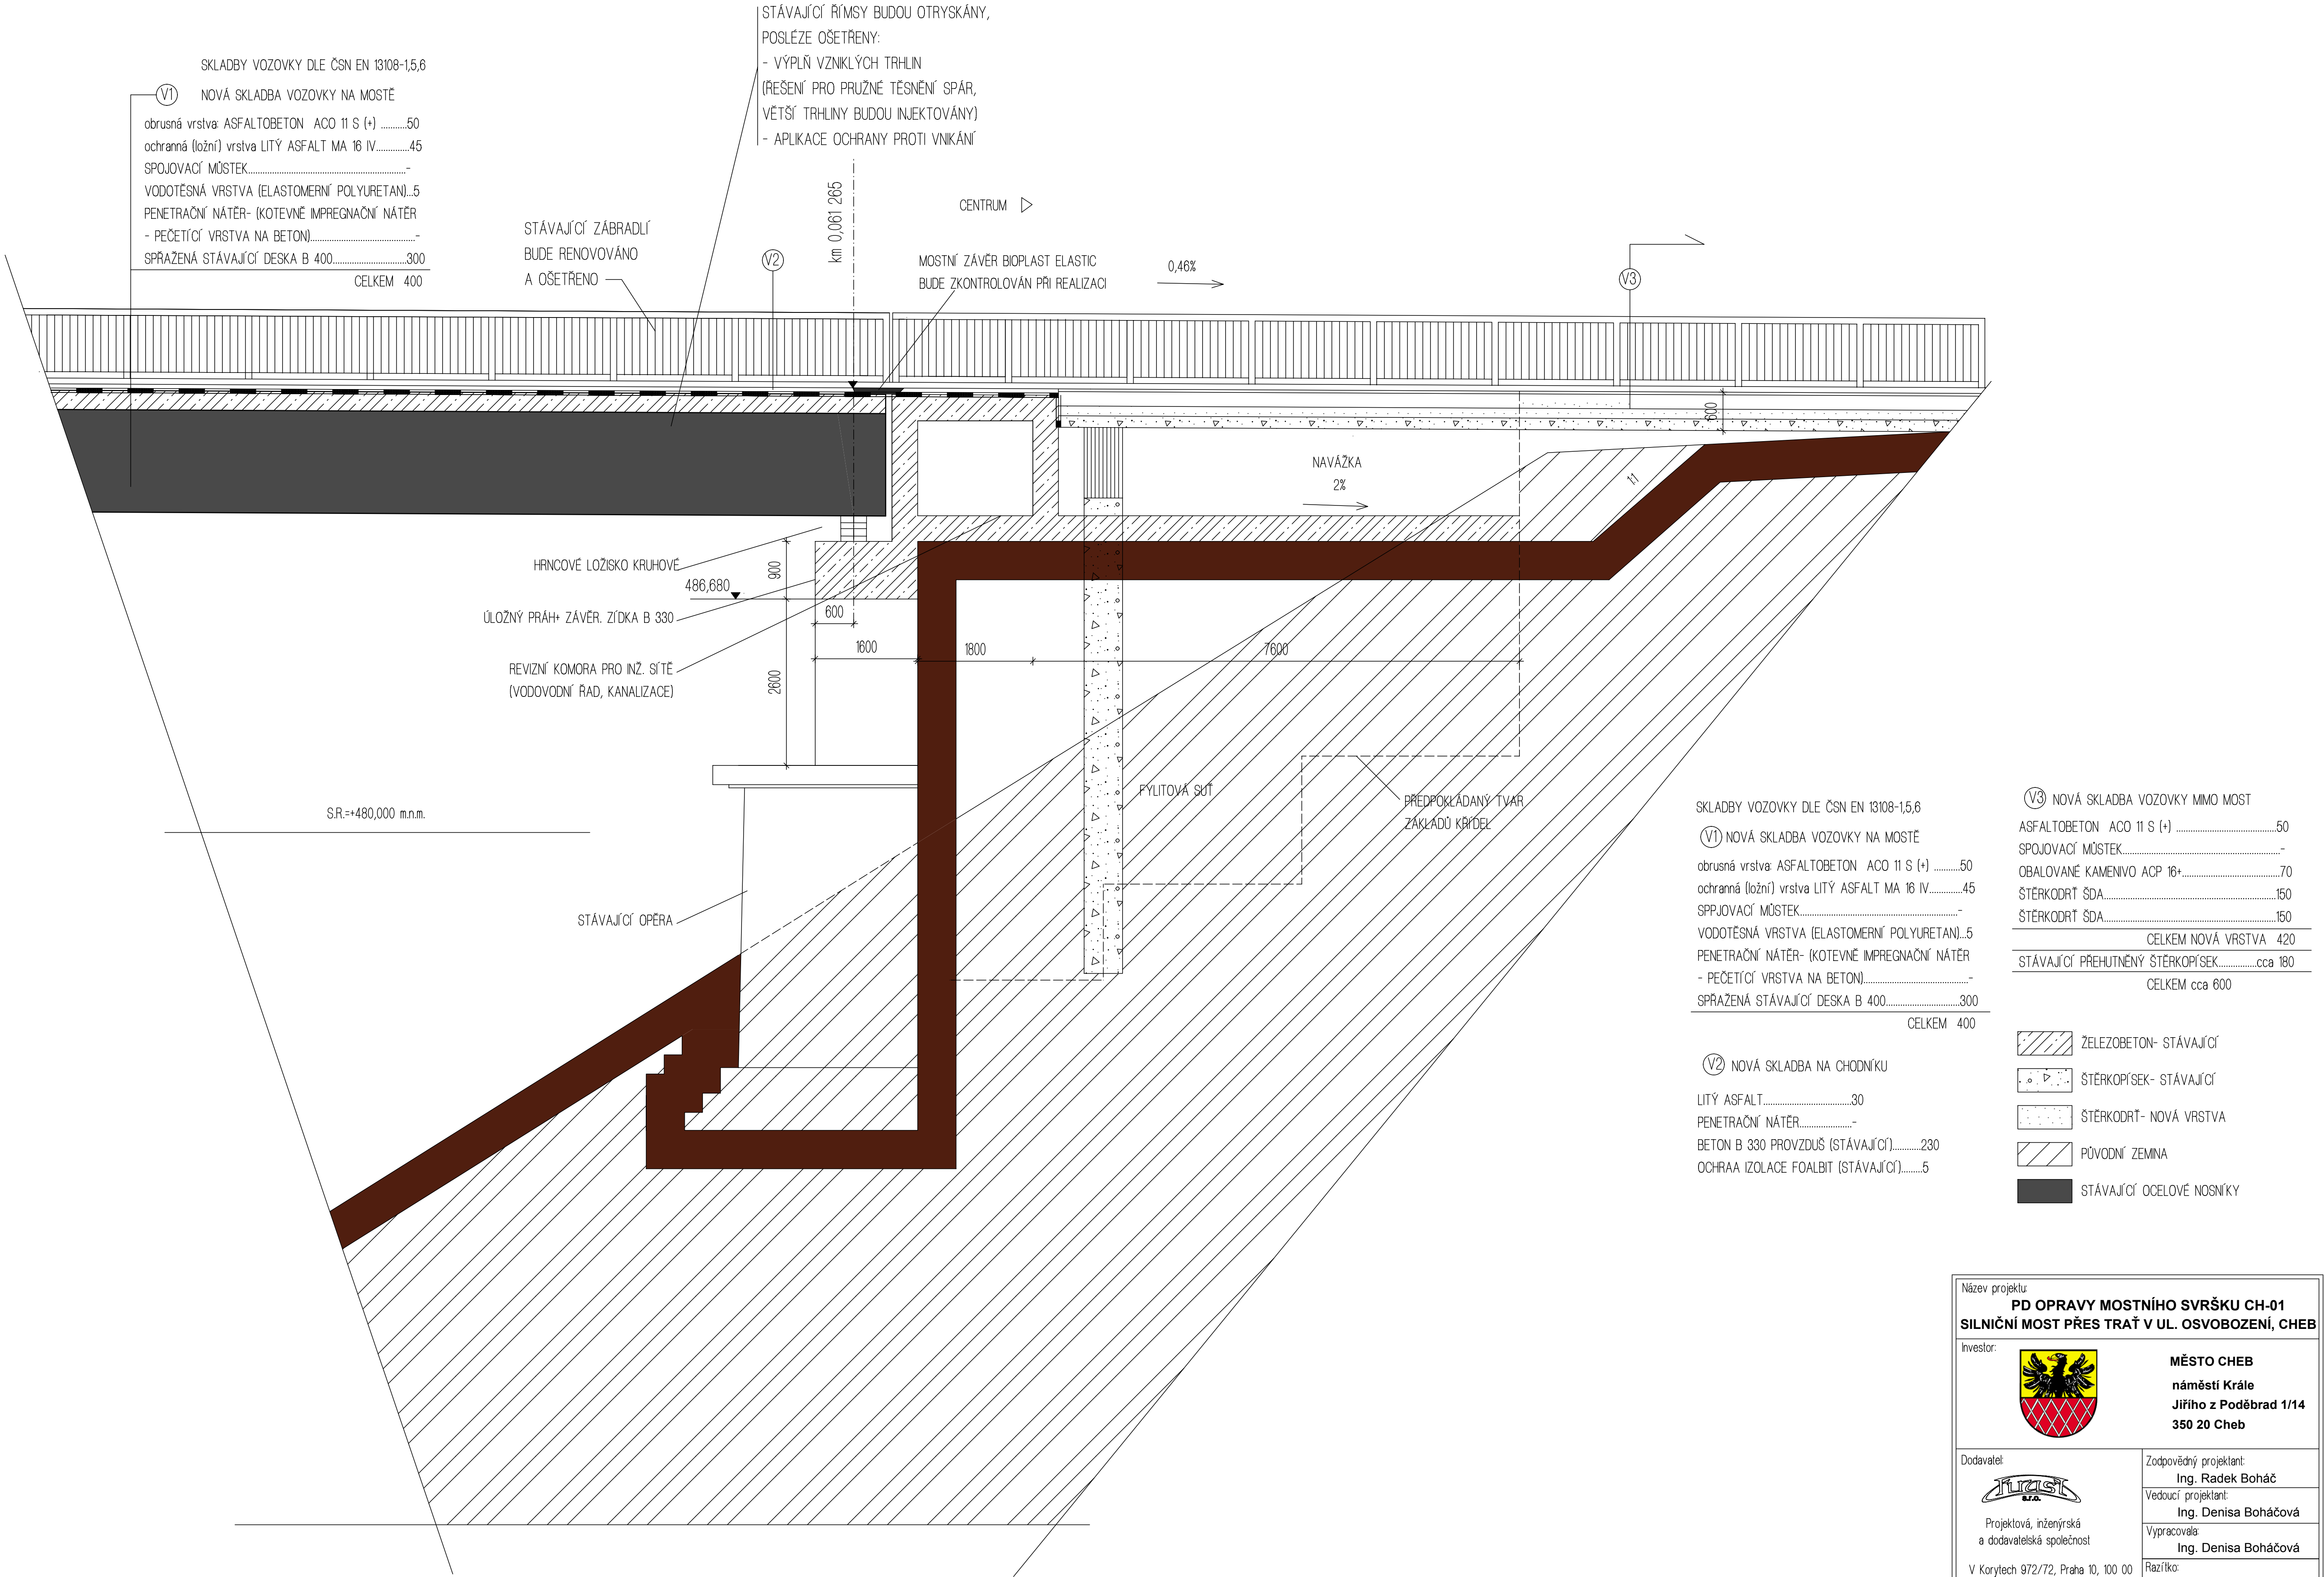 SKLADBY VOZOVKY DLE ČSN EN 13108-1,5,6
V1 NOVÁ SKLADBA VOZOVKY NA MOSTĚ
obrusná vrstva: ASFALTOBETON ACO 11 S (+) ...........50
ochranná (ložní) vrstva LITÝ ASFALT MA 16 IV..............45
SPOJOVACÍ MŮSTEK..................................................................-
VODOTĚSNÁ VRSTVA (ELASTOMERNÍ POLYURETAN)...5
PENETRAČNÍ NÁTĚR- (KOTEVNĚ IMPREGNAČNÍ NÁTĚR
- PEČETÍCÍ VRSTVA NA BETON)...........................................-
SPŘAŽENÁ STÁVAJÍCÍ DESKA B 400...............................300
CELKEM 400
STÁVAJÍCÍ ŘÍMSY BUDOU OTRYSKÁNY,
POSLÉZE OŠETŘENY:
- VÝPLŇ VZNIKLÝCH TRHLIN
(ŘEŠENÍ PRO PRUŽNÉ TĚSNĚNÍ SPÁR,
VĚTŠÍ TRHLINY BUDOU INJEKTOVÁNY)
- APLIKACE OCHRANY PROTI VNIKÁNÍ
STÁVAJÍCÍ ZÁBRADLÍ
BUDE RENOVOVÁNO
A OŠETŘENO
V2
km 0,061 265
CENTRUM
MOSTNÍ ZÁVĚR BIOPLAST ELASTIC
BUDE ZKONTROLOVÁN PŘI REALIZACI
0,46%
V3
600
NAVÁŽKA
2%
1:1
HRNCOVÉ LOŽISKO KRUHOVÉ
900
486,680
600
ÚLOŽNÝ PRÁH+ ZÁVĚR. ZÍDKA B 330
1600
1800
7600
REVIZNÍ KOMORA PRO INŽ. SÍTĚ
(VODOVODNÍ ŘAD, KANALIZACE)
2600
S.R.=+480,000 m.n.m.
FYLITOVÁ SUŤ
PŘEDPOKLÁDANÝ TVAR
ZÁKLADŮ KŘÍDEL
STÁVAJÍCÍ OPĚRA
SKLADBY VOZOVKY DLE ČSN EN 13108-1,5,6
V1 NOVÁ SKLADBA VOZOVKY NA MOSTĚ
obrusná vrstva: ASFALTOBETON ACO 11 S (+) ...........50
ochranná (ložní) vrstva LITÝ ASFALT MA 16 IV..............45
SPPJOVACÍ MŮSTEK..................................................................-
VODOTĚSNÁ VRSTVA (ELASTOMERNÍ POLYURETAN)...5
PENETRAČNÍ NÁTĚR- (KOTEVNĚ IMPREGNAČNÍ NÁTĚR
- PEČETÍCÍ VRSTVA NA BETON)...........................................-
SPŘAŽENÁ STÁVAJÍCÍ DESKA B 400...............................300
CELKEM 400
V2 NOVÁ SKLADBA NA CHODNÍKU
LITÝ ASFALT.....................................30
PENETRAČNÍ NÁTĚR......................-
BETON B 330 PROVZDUŠ (STÁVAJÍCÍ)............230
OCHRAA IZOLACE FOALBIT (STÁVAJÍCÍ).........5
V3 NOVÁ SKLADBA VOZOVKY MIMO MOST
ASFALTOBETON ACO 11 S (+) ..........................................50
SPOJOVACÍ MŮSTEK..................................................................-
OBALOVANÉ KAMENIVO ACP 16+.........................................70
ŠTĚRKODRŤ ŠDA........................................................................150
ŠTĚRKODRŤ ŠDA........................................................................150
CELKEM NOVÁ VRSTVA 420
STÁVAJÍCÍ PŘEHUTNĚNÝ ŠTĚRKOPÍSEK................cca 180
CELKEM cca 600
ŽELEZOBETON- STÁVAJÍCÍ
ŠTĚRKOPÍSEK- STÁVAJÍCÍ
ŠTĚRKODRŤ- NOVÁ VRSTVA
PŮVODNÍ ZEMINA
STÁVAJÍCÍ OCELOVÉ NOSNÍKY
Název projektu:
PD OPRAVY MOSTNÍHO SVRŠKU CH-01
SILNIČNÍ MOST PŘES TRAŤ V UL. OSVOBOZENÍ, CHEB
Investor:
MĚSTO CHEB
náměstí Krále
Jiřího z Poděbrad 1/14
350 20 Cheb
Dodavatel:
s.r.o.
Projektová, inženýrská
a dodavatelská společnost
V Korytech 972/72, Praha 10, 100 00
Zodpovědný projektant:
Ing. Radek Boháč
Vedoucí projektant:
Ing. Denisa Boháčová
Vypracovala:
Ing. Denisa Boháčová
Razítko: